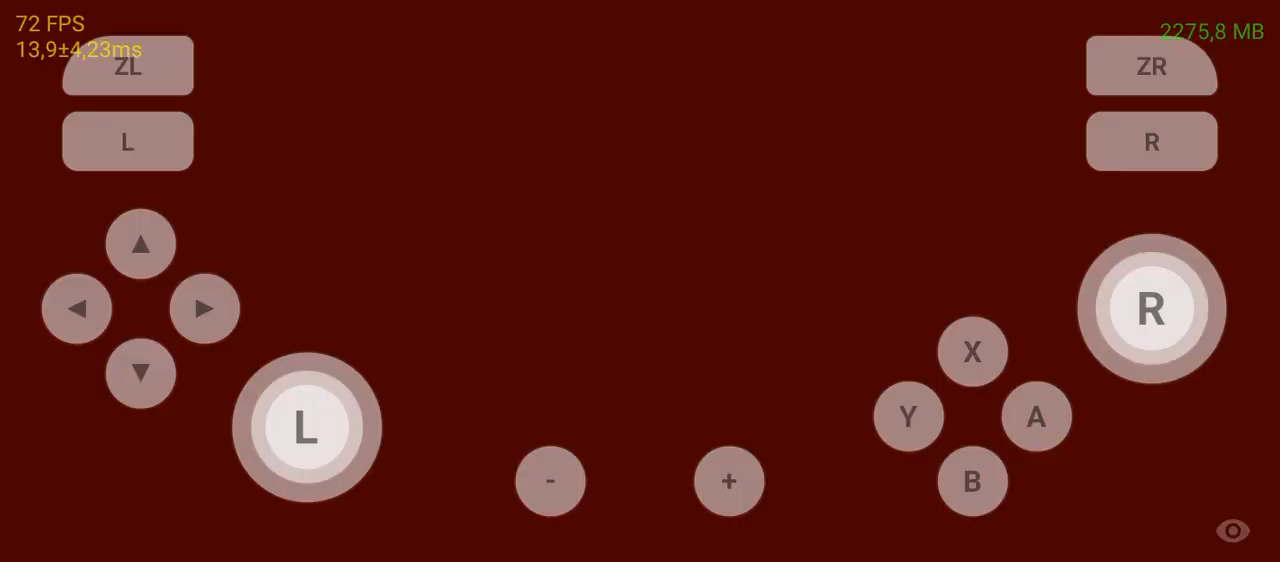 72 FPS
13,9±4,23ms
2275,8 MB
ZL
ZR
L
R
R
X
Y
A
L
-
+
B